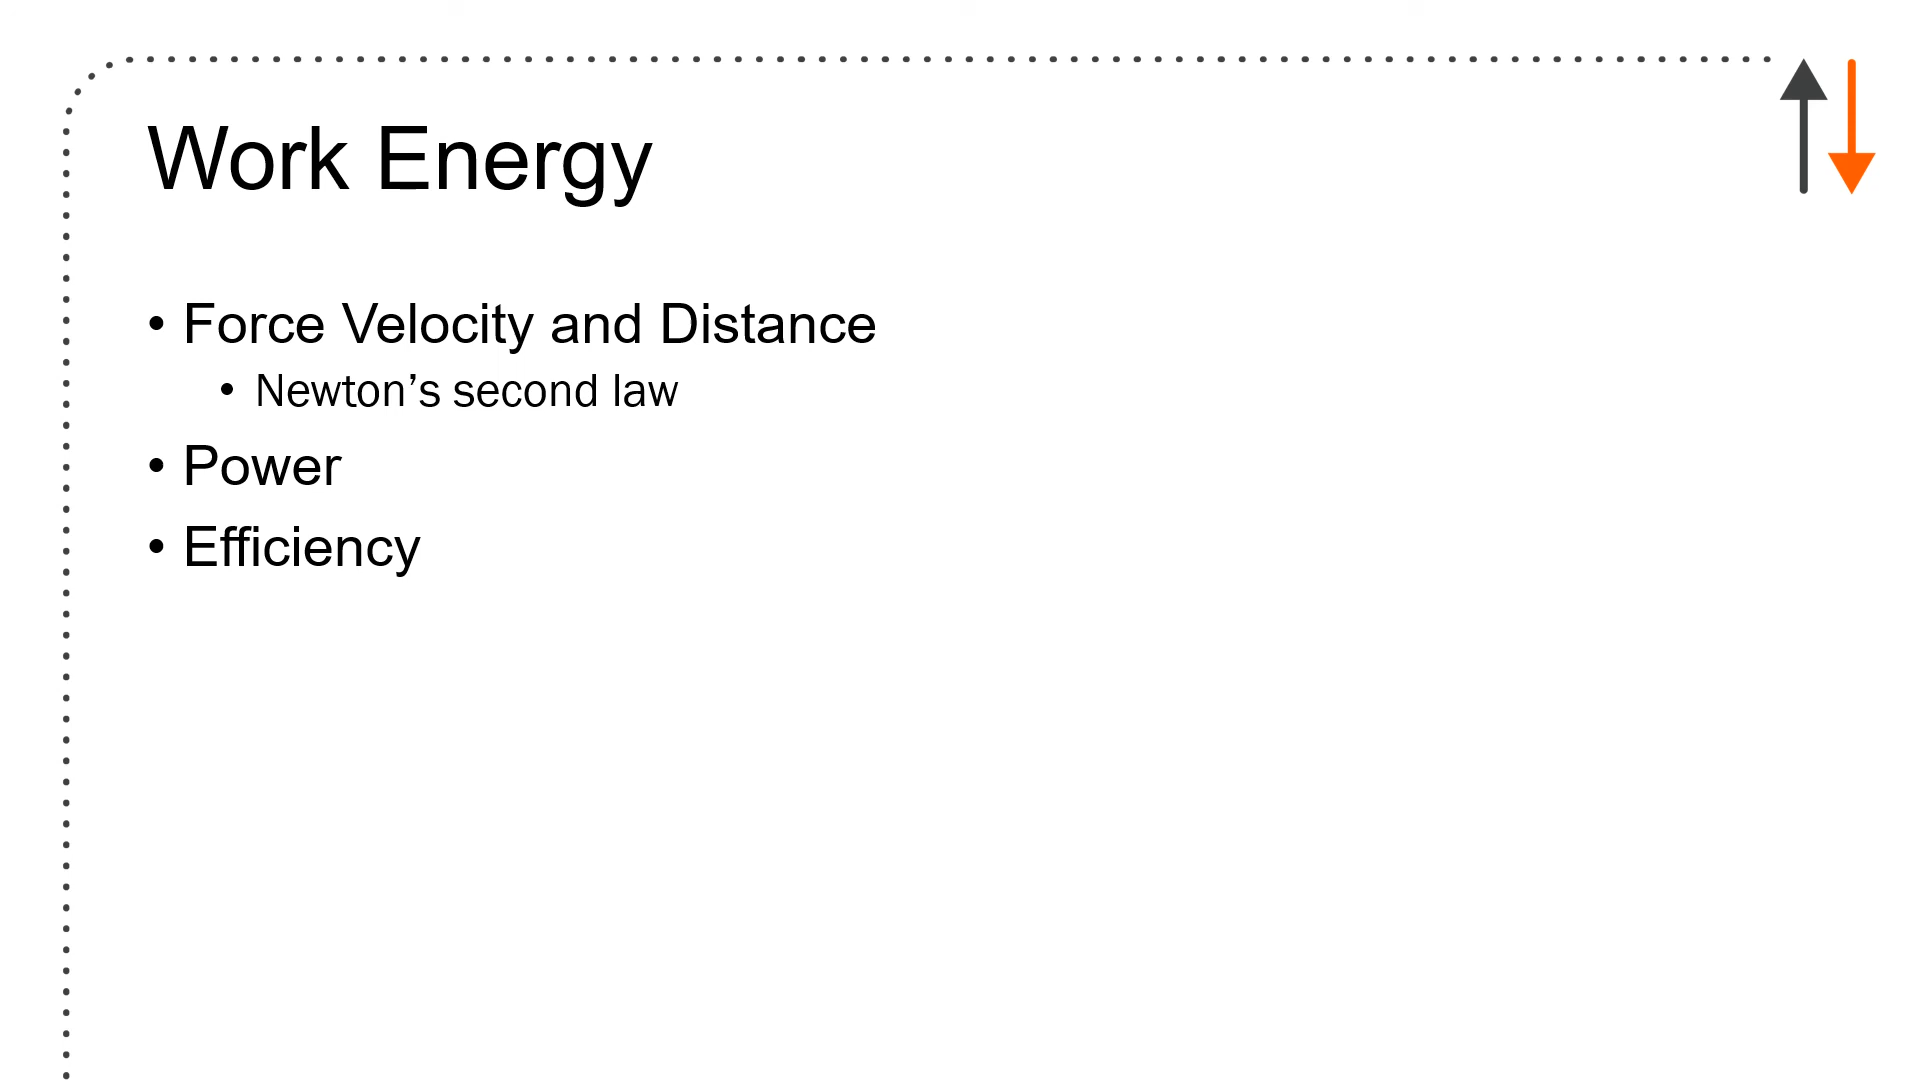 Work Energy
• Force Velocity and Distance
• Newton’s second law
• Power
• Efficiency